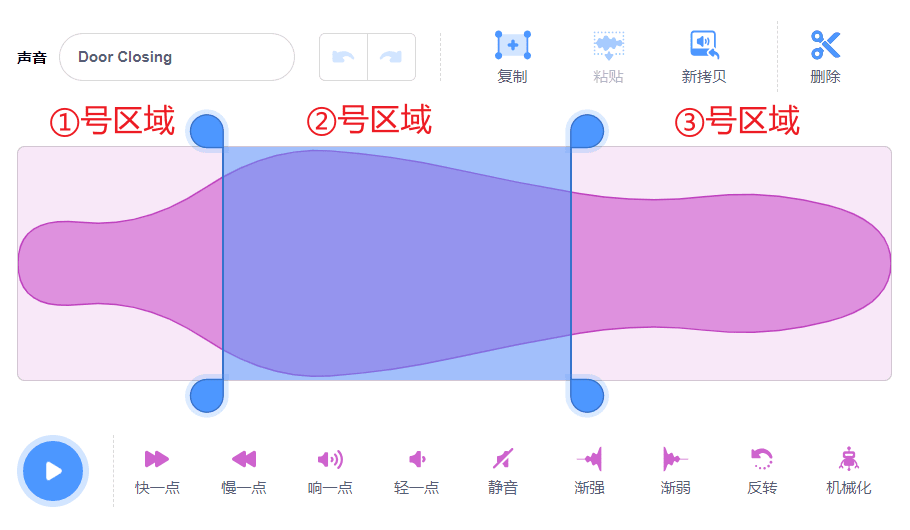 声音 Door Closing
复制 粘贴 新拷贝 删除
①号区域 ②号区域 ③号区域
快一点 慢一点 响一点 轻一点 静音 渐强 渐弱 反转 机械化